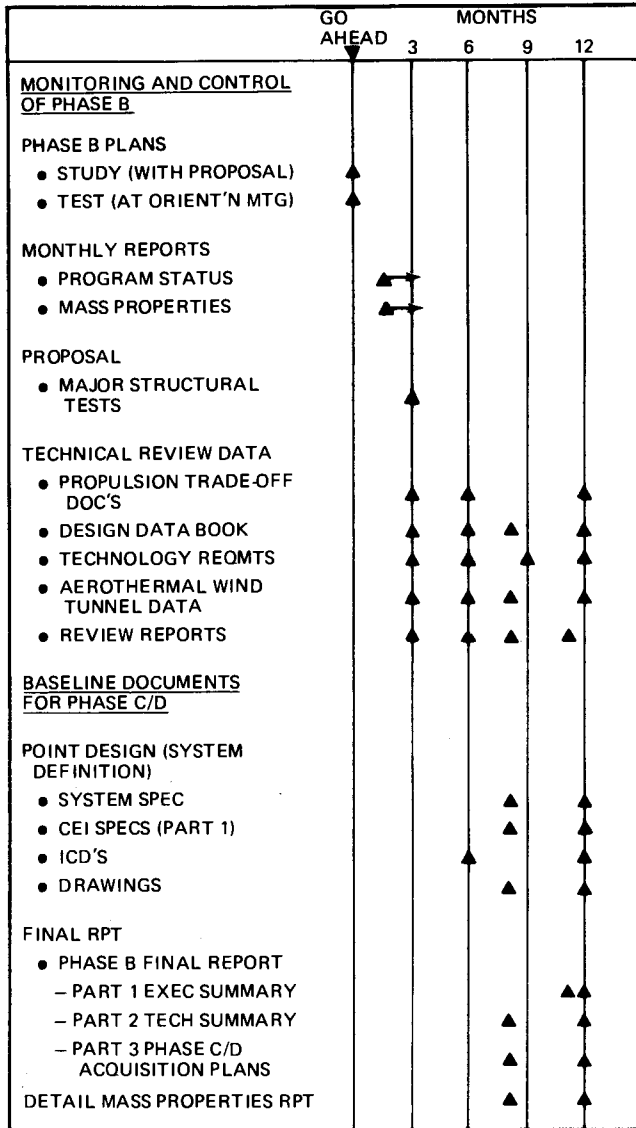 GO
AHEAD
MONTHS
3 6 9 12
MONITORING AND CONTROL
OF PHASE B
PHASE B PLANS
• STUDY (WITH PROPOSAL)
• TEST (AT ORIENT'N MTG)
MONTHLY REPORTS
• PROGRAM STATUS
• MASS PROPERTIES
PROPOSAL
• MAJOR STRUCTURAL
TESTS
TECHNICAL REVIEW DATA
• PROPULSION TRADE-OFF
DOC'S
• DESIGN DATA BOOK
• TECHNOLOGY REQMTS
• AEROTHERMAL WIND
TUNNEL DATA
• REVIEW REPORTS
BASELINE DOCUMENTS
FOR PHASE C/D
POINT DESIGN (SYSTEM
DEFINITION)
• SYSTEM SPEC
• CEI SPECS (PART 1)
• ICD'S
• DRAWINGS
FINAL RPT
• PHASE B FINAL REPORT
– PART 1 EXEC SUMMARY
– PART 2 TECH SUMMARY
– PART 3 PHASE C/D
ACQUISITION PLANS
DETAIL MASS PROPERTIES RPT